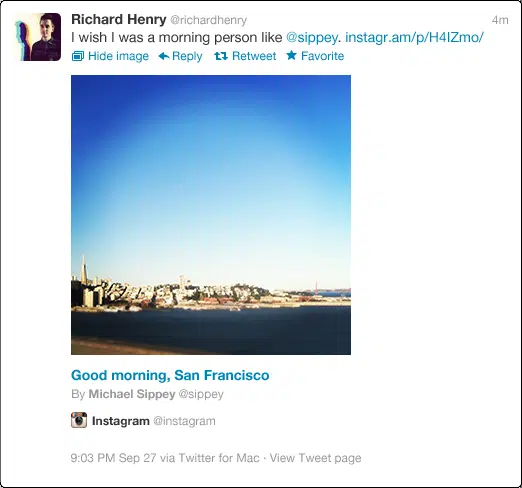 Richard Henry @richardhenry 4m
I wish I was a morning person like @sippey. instagr.am/p/H4IZmo/
Hide image Reply Retweet Favorite
Good morning, San Francisco
By Michael Sippey @sippey
Instagram @instagram
9:03 PM Sep 27 via Twitter for Mac · View Tweet page